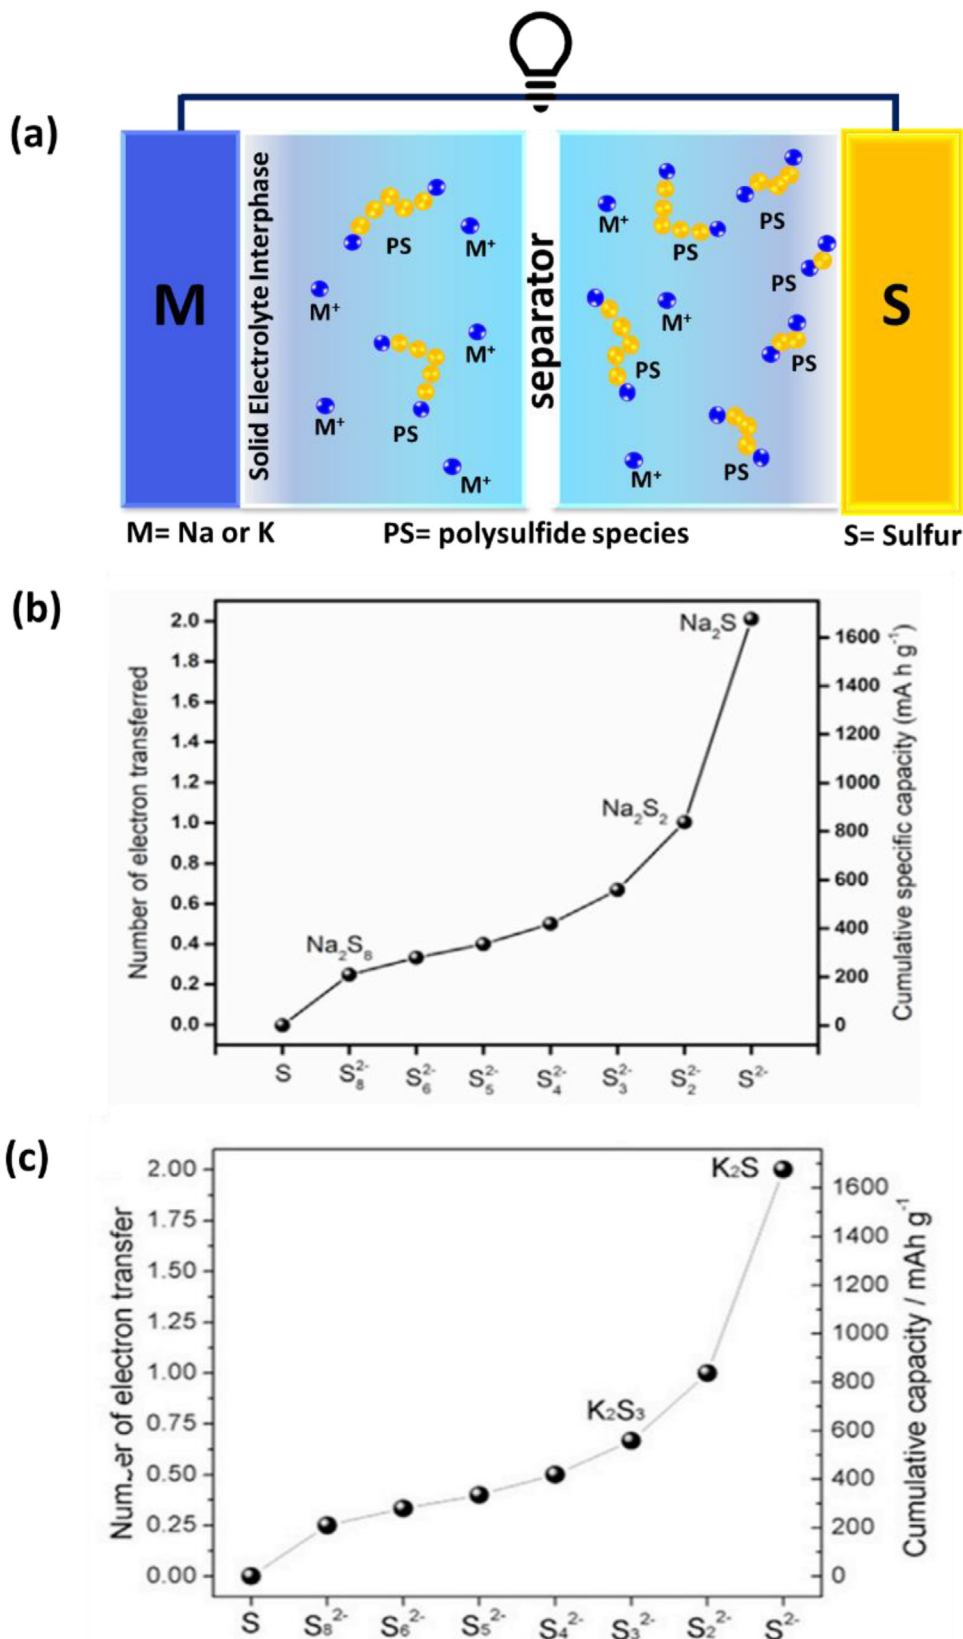 (a)
M
Solid Electrolyte Interphase
PS
M⁺
M⁺
M⁺
PS
M⁺
M⁺
separator
M⁺
PS
PS
PS
M⁺
PS
PS
M⁺
PS
S
M= Na or K
PS= polysulfide species
S= Sulfur
(b)
Number of electron transferred
2.0
1.8
1.6
1.4
1.2
1.0
0.8
0.6
0.4
0.2
0.0
Na₂S
Na₂S₂
Na₂S₈
1600
1400
1200
1000
800
600
400
200
0
Cumulative specific capacity (mA h g⁻¹)
S S₈²⁻ S₆²⁻ S₅²⁻ S₄²⁻ S₃²⁻ S₂²⁻ S²⁻
(c)
Number of electron transfer
2.00
1.75
1.50
1.25
1.00
0.75
0.50
0.25
0.00
K₂S
K₂S₃
1600
1400
1200
1000
800
600
400
200
0
Cumulative capacity / mAh g⁻¹
S S₈²⁻ S₆²⁻ S₅²⁻ S₄²⁻ S₃²⁻ S₂²⁻ S²⁻